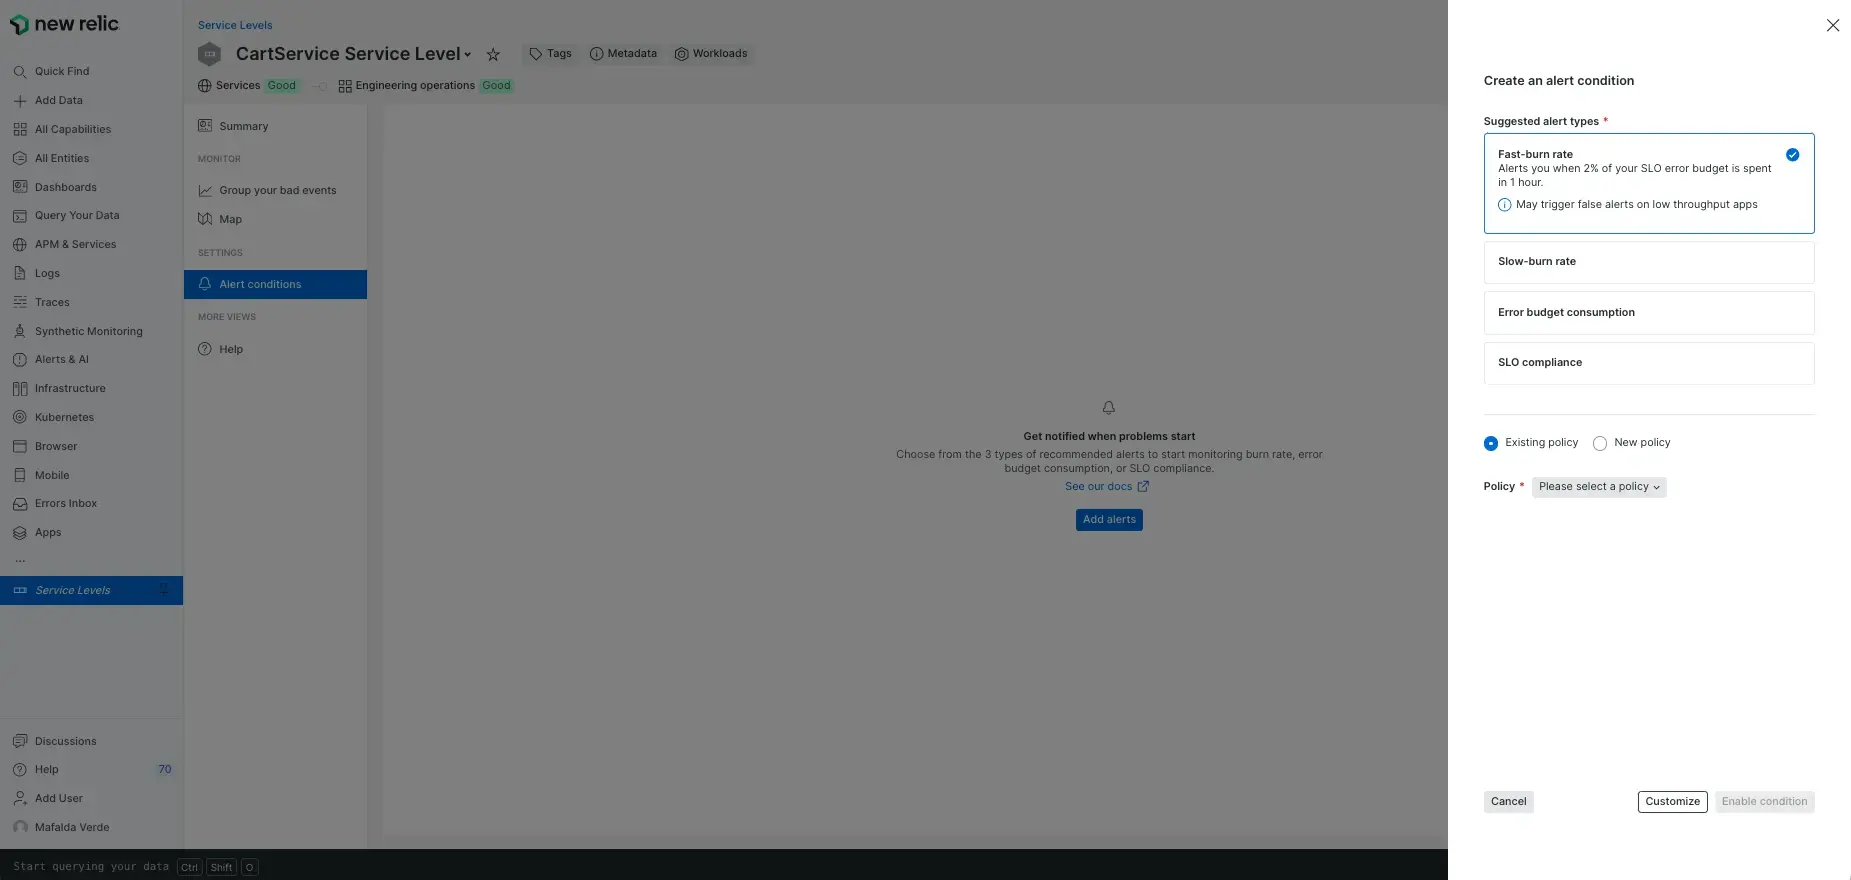 new relic
Quick Find
Add Data
All Capabilities
All Entities
Dashboards
Query Your Data
APM & Services
Logs
Traces
Synthetic Monitoring
Alerts & AI
Infrastructure
Kubernetes
Browser
Mobile
Errors Inbox
Apps
...
Service Levels
Discussions
Help 70
Add User
Mafalda Verde
Start querying your data Ctrl Shift O
Service Levels
CartService Service Level Tags Metadata Workloads
Services Good Engineering operations Good
Summary
MONITOR
Group your bad events
Map
SETTINGS
Alert conditions
MORE VIEWS
Help
Get notified when problems start
Choose from the 3 types of recommended alerts to start monitoring burn rate, error
budget consumption, or SLO compliance.
See our docs
Add alerts
Create an alert condition
Suggested alert types *
Fast-burn rate
Alerts you when 2% of your SLO error budget is spent
in 1 hour.
May trigger false alerts on low throughput apps
Slow-burn rate
Error budget consumption
SLO compliance
Existing policy New policy
Policy * Please select a policy
Cancel Customize Enable condition